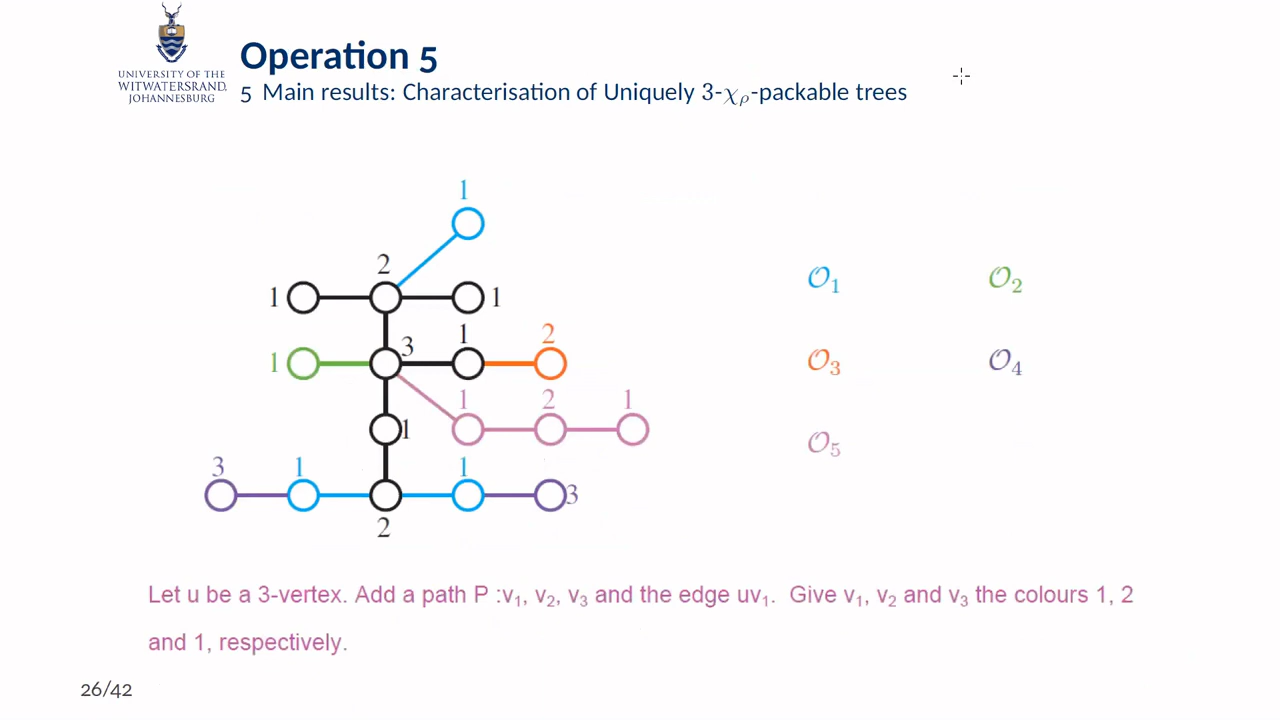 UNIVERSITY OF THE
WITWATERSRAND,
JOHANNESBURG
Operation 5
5 Main results: Characterisation of Uniquely 3-χρ-packable trees
1
2
1 1
3 1 2
1
1 2 1
1
3 1 1
3
2
𝒪1 𝒪2
𝒪3 𝒪4
𝒪5
Let u be a 3-vertex. Add a path P :v1, v2, v3 and the edge uv1. Give v1, v2 and v3 the colours 1, 2
and 1, respectively.
26/42